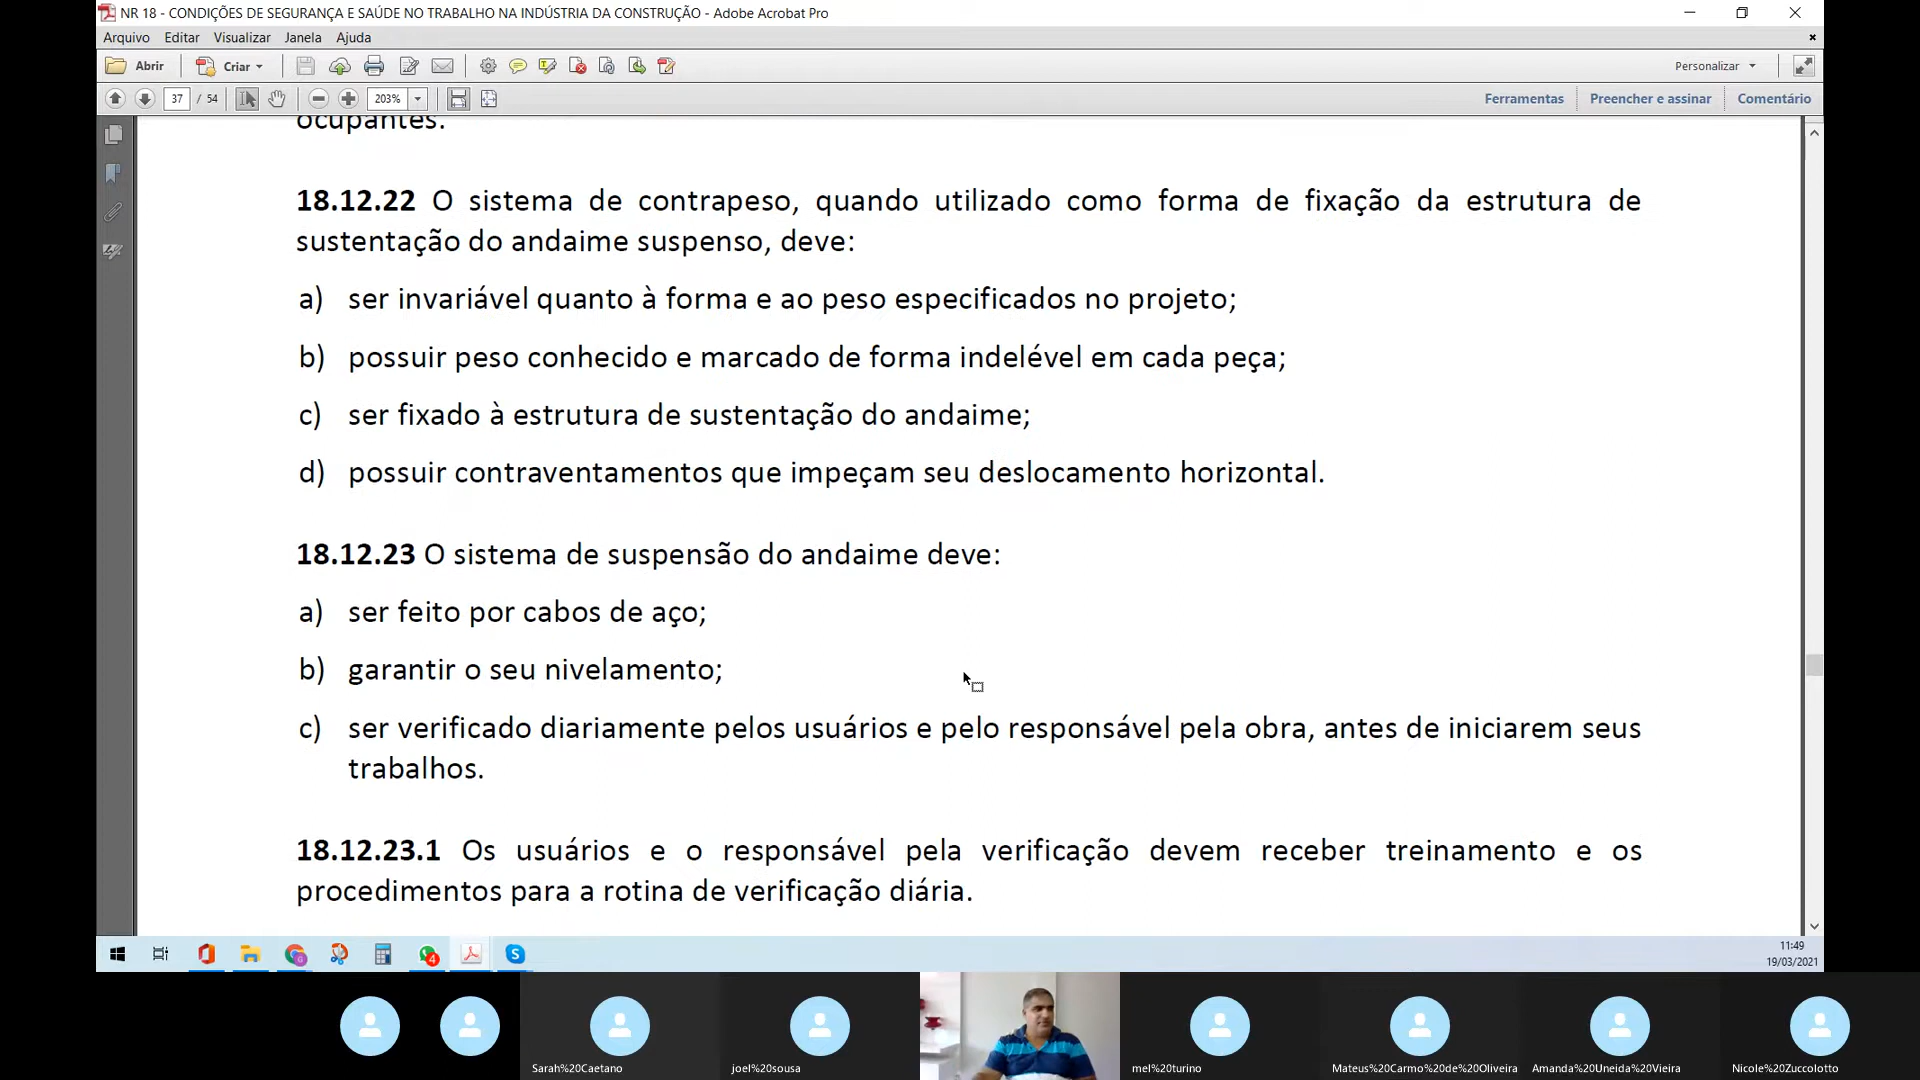 NR 18 - CONDIÇÕES DE SEGURANÇA E SAÚDE NO TRABALHO NA INDÚSTRIA DA CONSTRUÇÃO - Adobe Acrobat Pro
Arquivo Editar Visualizar Janela Ajuda
Abrir Criar Personalizar
37 / 54 203% Ferramentas Preencher e assinar Comentário
ocupantes.
18.12.22 O sistema de contrapeso, quando utilizado como forma de fixação da estrutura de
sustentação do andaime suspenso, deve:
a) ser invariável quanto à forma e ao peso especificados no projeto;
b) possuir peso conhecido e marcado de forma indelével em cada peça;
c) ser fixado à estrutura de sustentação do andaime;
d) possuir contraventamentos que impeçam seu deslocamento horizontal.
18.12.23 O sistema de suspensão do andaime deve:
a) ser feito por cabos de aço;
b) garantir o seu nivelamento;
c) ser verificado diariamente pelos usuários e pelo responsável pela obra, antes de iniciarem seus
trabalhos.
18.12.23.1 Os usuários e o responsável pela verificação devem receber treinamento e os
procedimentos para a rotina de verificação diária.
4
11:49
19/03/2021
Sarah%20Caetano joel%20sousa mel%20turino Mateus%20Carmo%20de%20Oliveira Amanda%20Uneida%20Vieira Nicole%20Zuccolotto